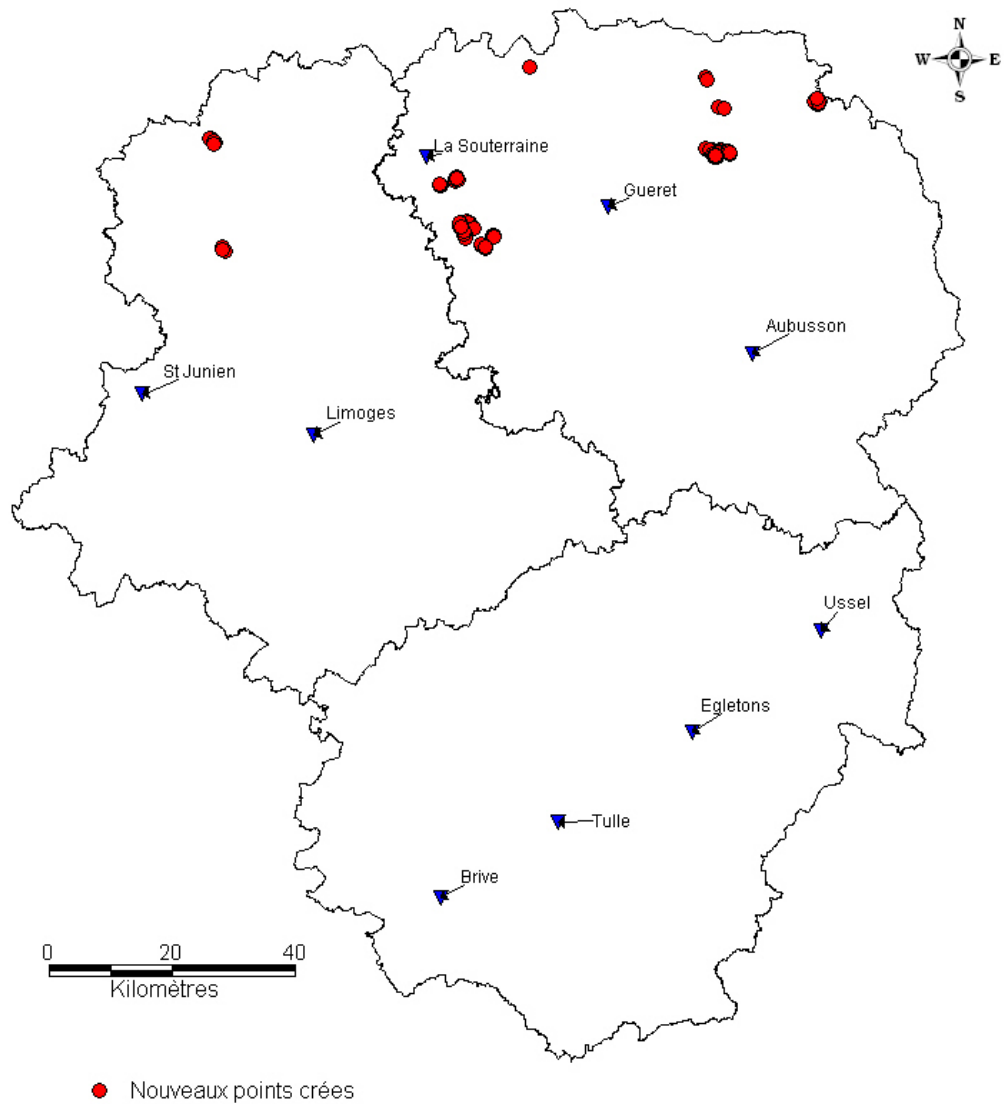 N
W E
S
La Souterraine
Gueret
Aubusson
St Junien
Limoges
Ussel
Egletons
Tulle
Brive
0 20 40
Kilomètres
Nouveaux points crées